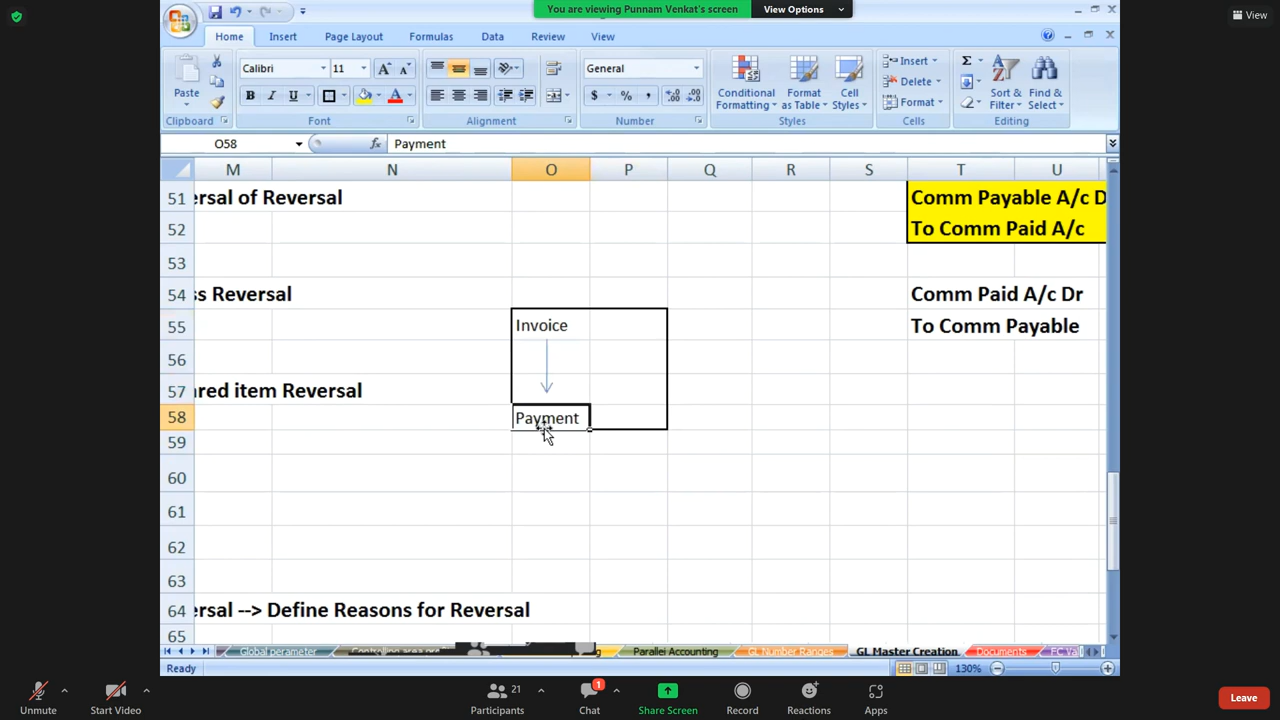 You are viewing Punnam Venkat's screen
View Options
View
Home
Insert
Page Layout
Formulas
Data
Review
View
Calibri
11
General
Paste
B I U
$ % ,
Conditional Formatting
Format as Table
Cell Styles
Insert
Delete
Format
Sort & Filter
Find & Select
Clipboard
Font
Alignment
Number
Styles
Cells
Editing
O58
fx
Payment
M N O P Q R S T U
51 ersal of Reversal Comm Payable A/c D
52 To Comm Paid A/c
53
54 ss Reversal Comm Paid A/c Dr
55 Invoice To Comm Payable
56
57 ared item Reversal
58 Payment
59
60
61
62
63
64 ersal --> Define Reasons for Reversal
65
Global perameter
Parallel Accounting
GL Number Ranges
GL Master Creation
Documents
Ready
130%
Unmute
Start Video
21
Participants
1
Chat
Share Screen
Record
Reactions
Apps
Leave